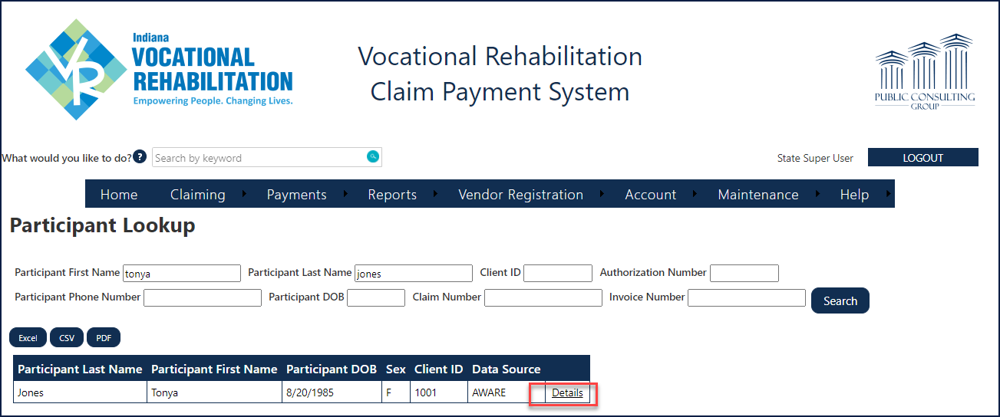 Indiana
VOCATIONAL
REHABILITATION
Empowering People. Changing Lives.
VR
Vocational Rehabilitation
Claim Payment System
PUBLIC CONSULTING
GROUP
What would you like to do? ? Search by keyword State Super User LOGOUT
Home Claiming Payments Reports Vendor Registration Account Maintenance Help
Participant Lookup
Participant First Name tonya Participant Last Name jones Client ID Authorization Number
Participant Phone Number Participant DOB Claim Number Invoice Number Search
Excel CSV PDF
Participant Last Name Participant First Name Participant DOB Sex Client ID Data Source
Jones Tonya 8/20/1985 F 1001 AWARE Details